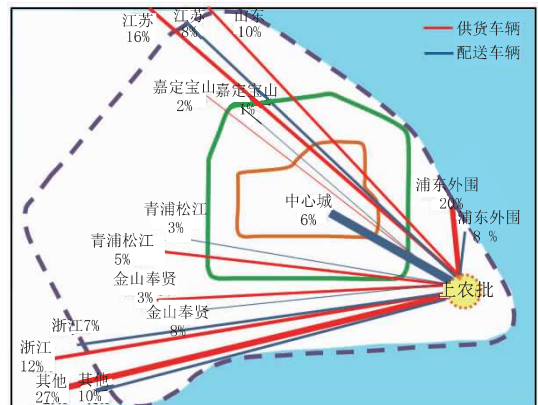 江苏
16%
江苏
8%
山东
10%
供货车辆
配送车辆
嘉定宝山
2%
嘉定宝山
1%
浦东外围
20%
中心城
6%
浦东外围
8 %
青浦松江
3%
青浦松江
5%
金山奉贤
3%
上农批
金山奉贤
8%
浙江7%
浙江
12%
其他
27%
其他
10%